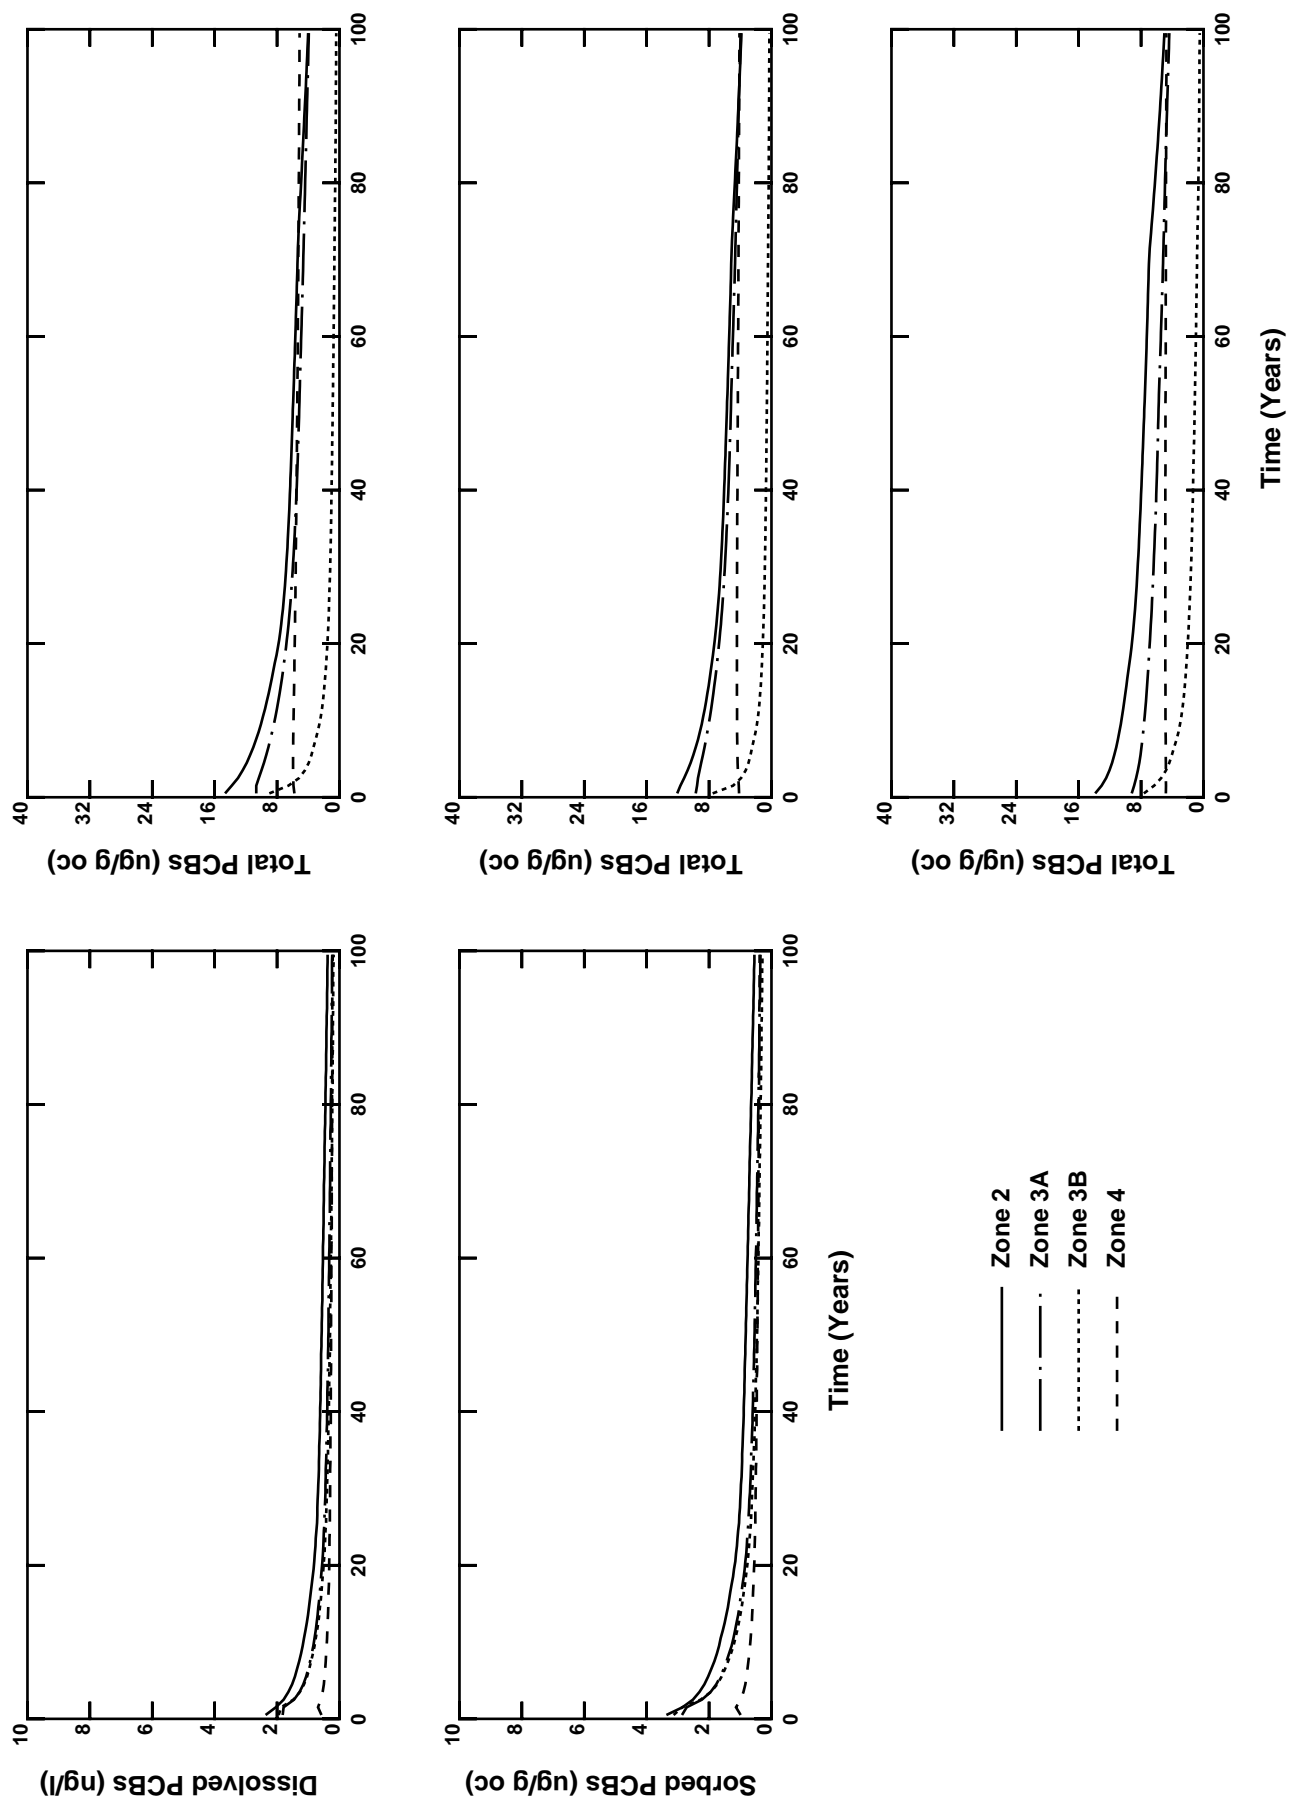 Dissolved PCBs (ng/l)
10
8
6
4
2
0
0 20 40 60 80 100
Total PCBs (ug/g oc)
40
32
24
16
8
0
0 20 40 60 80 100
Sorbed PCBs (ug/g oc)
10
8
6
4
2
0
0 20 40 60 80 100
Time (Years)
Total PCBs (ug/g oc)
40
32
24
16
8
0
0 20 40 60 80 100
Zone 2
Zone 3A
Zone 3B
Zone 4
Total PCBs (ug/g oc)
40
32
24
16
8
0
0 20 40 60 80 100
Time (Years)